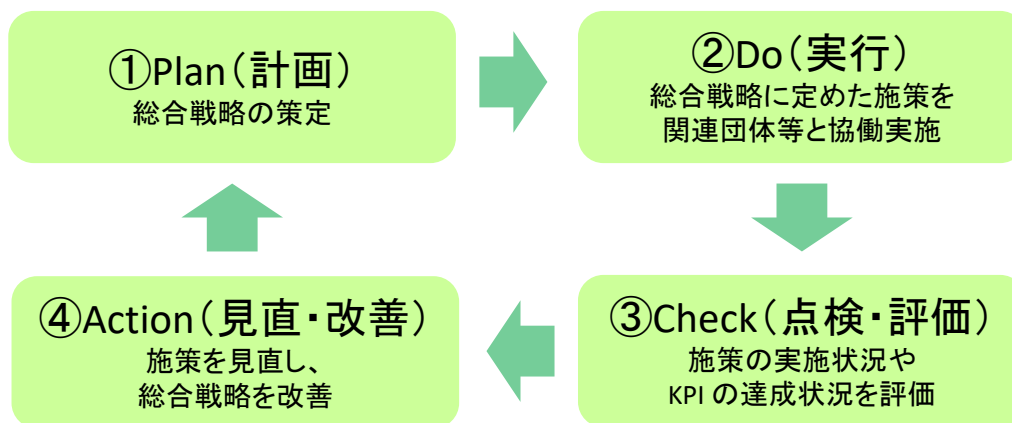 ①Plan（計画）
総合戦略の策定
②Do（実行）
総合戦略に定めた施策を
関連団体等と協働実施
③Check（点検・評価）
施策の実施状況や
KPI の達成状況を評価
④Action（見直・改善）
施策を見直し、
総合戦略を改善